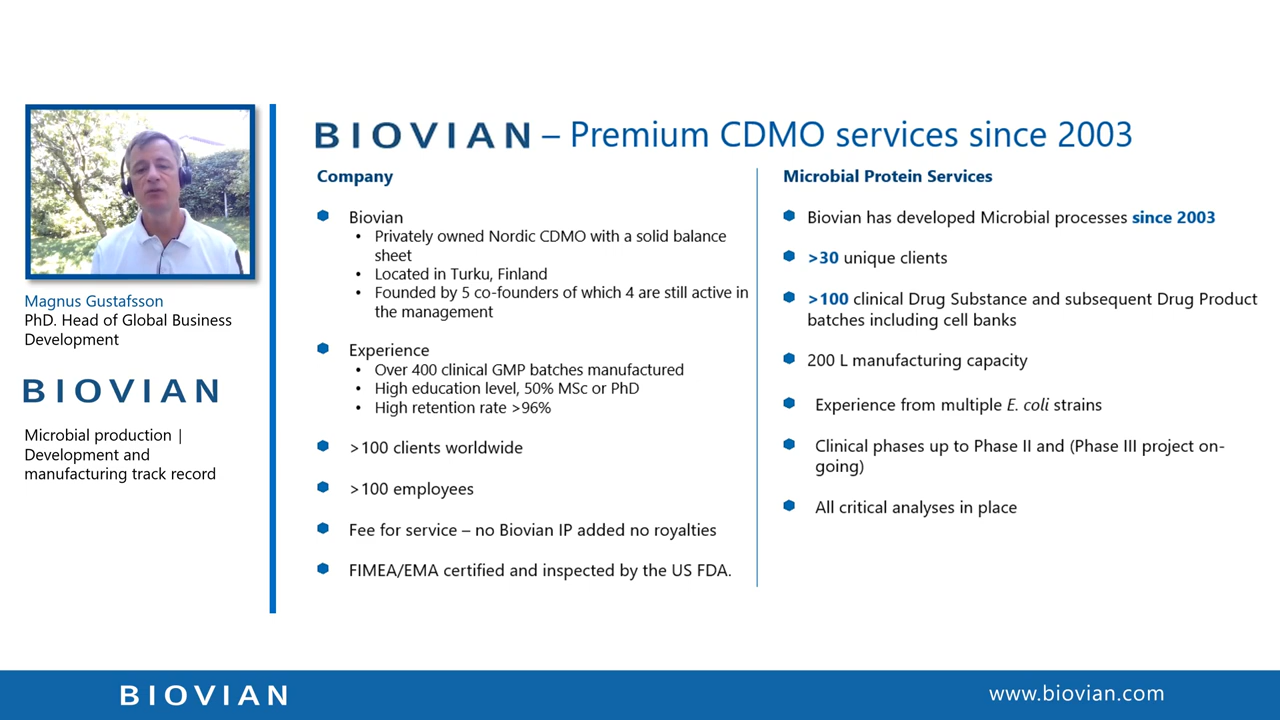 BIOVIAN – Premium CDMO services since 2003
Magnus Gustafsson
PhD. Head of Global Business
Development
BIOVIAN
Microbial production |
Development and
manufacturing track record
Company
Biovian
• Privately owned Nordic CDMO with a solid balance
sheet
• Located in Turku, Finland
• Founded by 5 co-founders of which 4 are still active in
the management
Experience
• Over 400 clinical GMP batches manufactured
• High education level, 50% MSc or PhD
• High retention rate >96%
>100 clients worldwide
>100 employees
Fee for service – no Biovian IP added no royalties
FIMEA/EMA certified and inspected by the US FDA.
Microbial Protein Services
Biovian has developed Microbial processes since 2003
>30 unique clients
>100 clinical Drug Substance and subsequent Drug Product
batches including cell banks
200 L manufacturing capacity
Experience from multiple E. coli strains
Clinical phases up to Phase II and (Phase III project on-
going)
All critical analyses in place
BIOVIAN
www.biovian.com